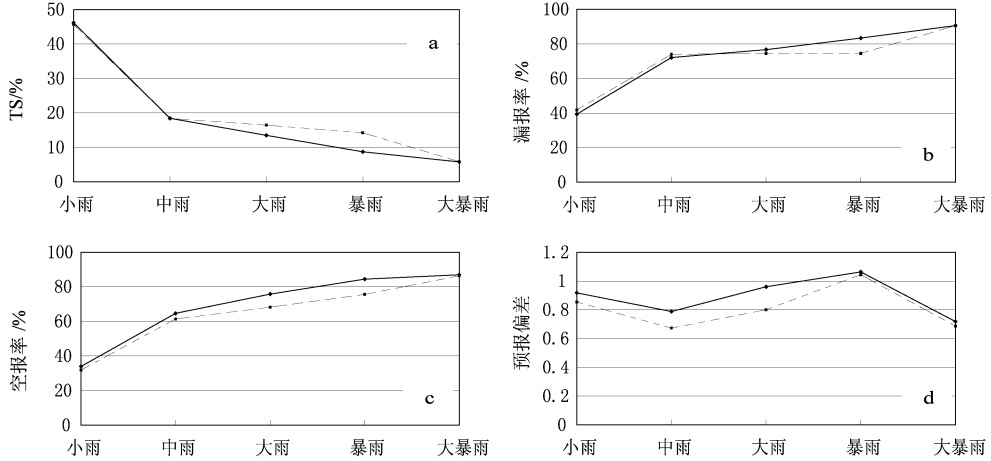 TS/%
50
40
30
20
10
0
a
小雨 中雨 大雨 暴雨 大暴雨
漏报率/%
100
80
60
40
20
0
b
小雨 中雨 大雨 暴雨 大暴雨
空报率/%
100
80
60
40
20
0
c
小雨 中雨 大雨 暴雨 大暴雨
预报偏差
1.2
1
0.8
0.6
0.4
0.2
0
d
小雨 中雨 大雨 暴雨 大暴雨